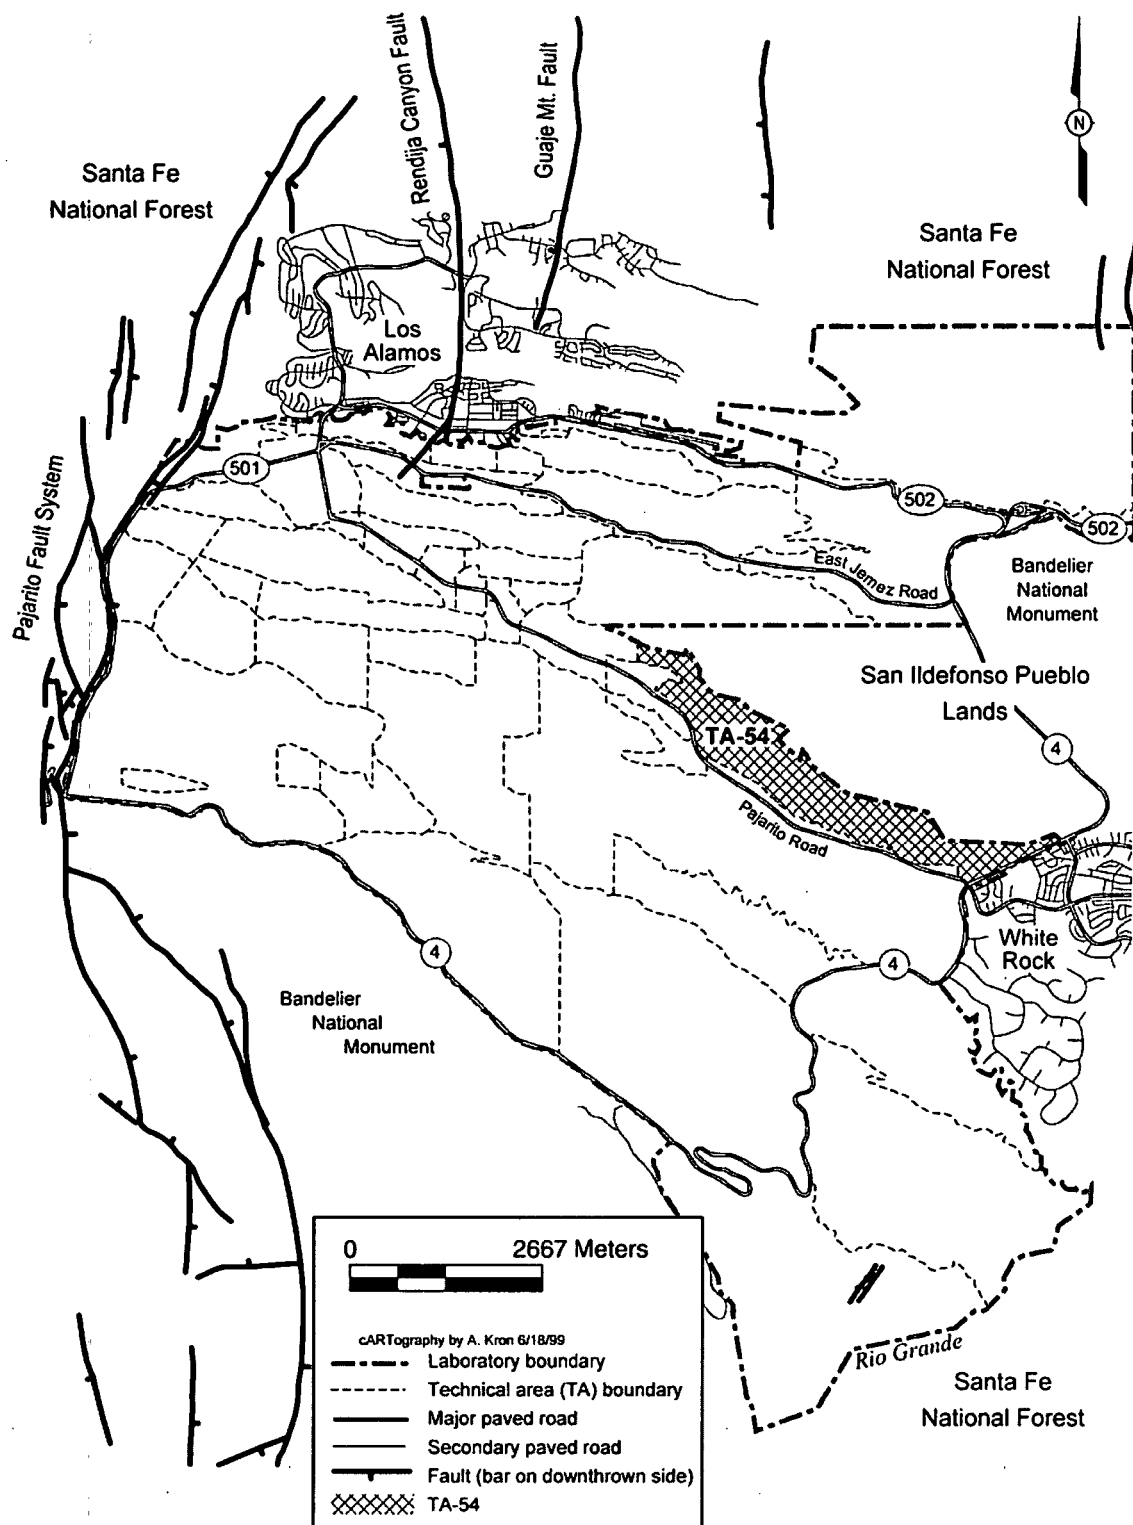 Rendija Canyon Fault
Guaje Mt. Fault
N
Santa Fe
National Forest
Santa Fe
National Forest
Los
Alamos
501
502
502
Pajarito Fault System
East Jemez Road
Bandelier
National
Monument
San Ildefonso Pueblo
Lands
TA-54
4
Pajarito Road
White
Rock
4
4
Bandelier
National
Monument
0 2667 Meters
cARTography by A. Kron 6/18/99
Laboratory boundary
Technical area (TA) boundary
Major paved road
Secondary paved road
Fault (bar on downthrown side)
TA-54
Rio Grande
Santa Fe
National Forest